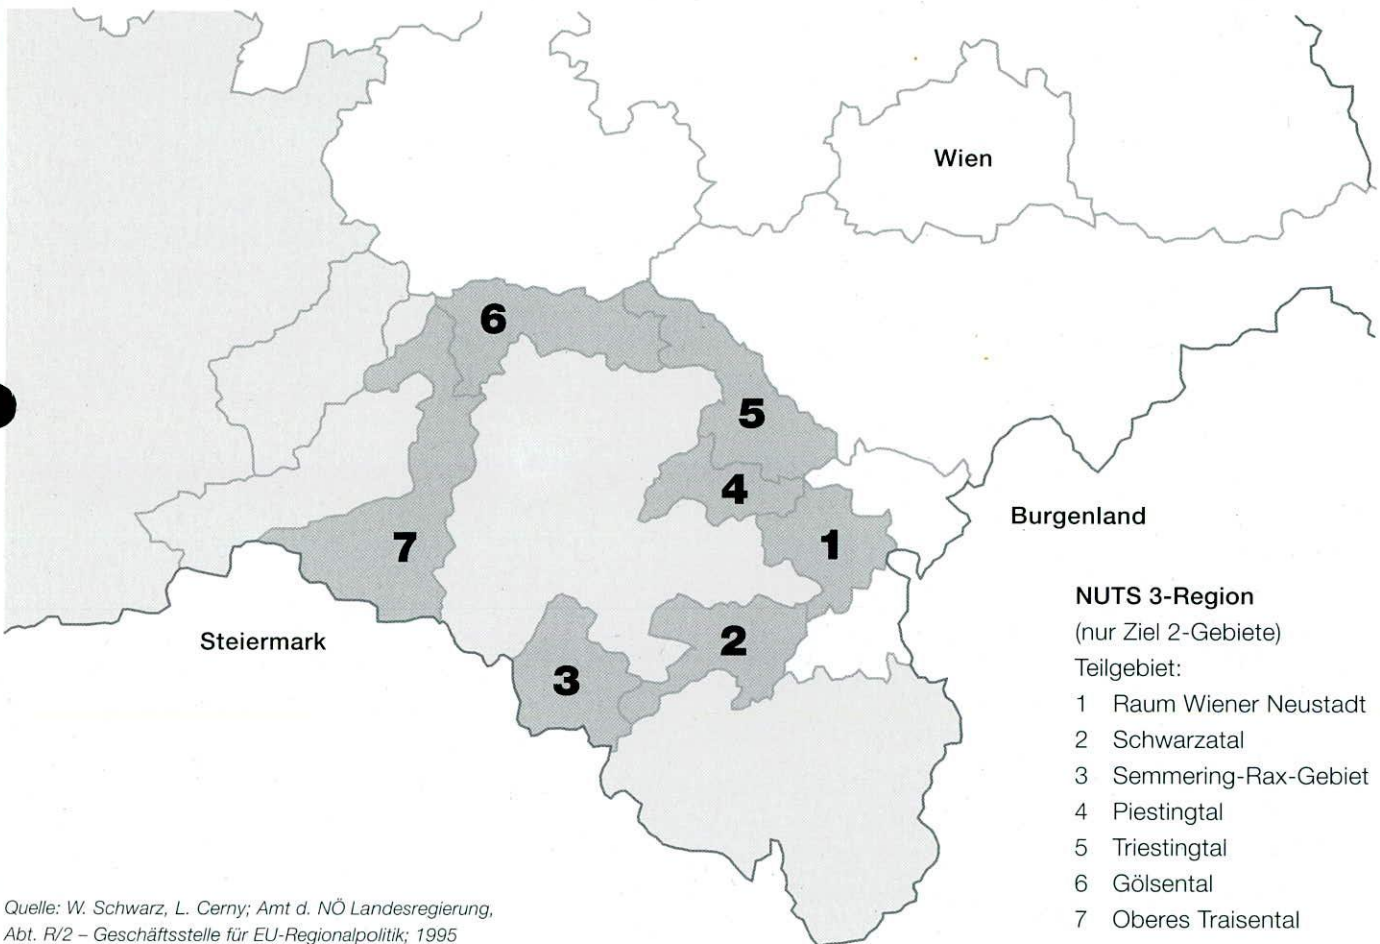 Wien
6
5
4
Burgenland
1
7
NUTS 3-Region
(nur Ziel 2-Gebiete)
Steiermark
2
Teilgebiet:
3
1 Raum Wiener Neustadt
2 Schwarzatal
3 Semmering-Rax-Gebiet
4 Piestingtal
5 Triestingtal
6 Gölsental
7 Oberes Traisental
Quelle: W. Schwarz, L. Cerny; Amt d. NÖ Landesregierung,
Abt. R/2 – Geschäftsstelle für EU-Regionalpolitik; 1995